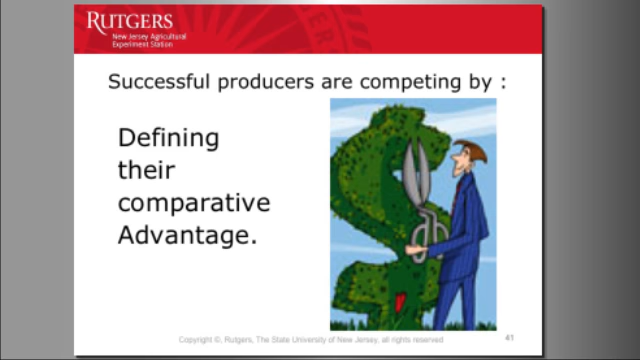 RUTGERS
New Jersey Agricultural
Experiment Station
Successful producers are competing by :
Defining
their
comparative
Advantage.
Copyright ©, Rutgers, The State University of New Jersey, all rights reserved
41